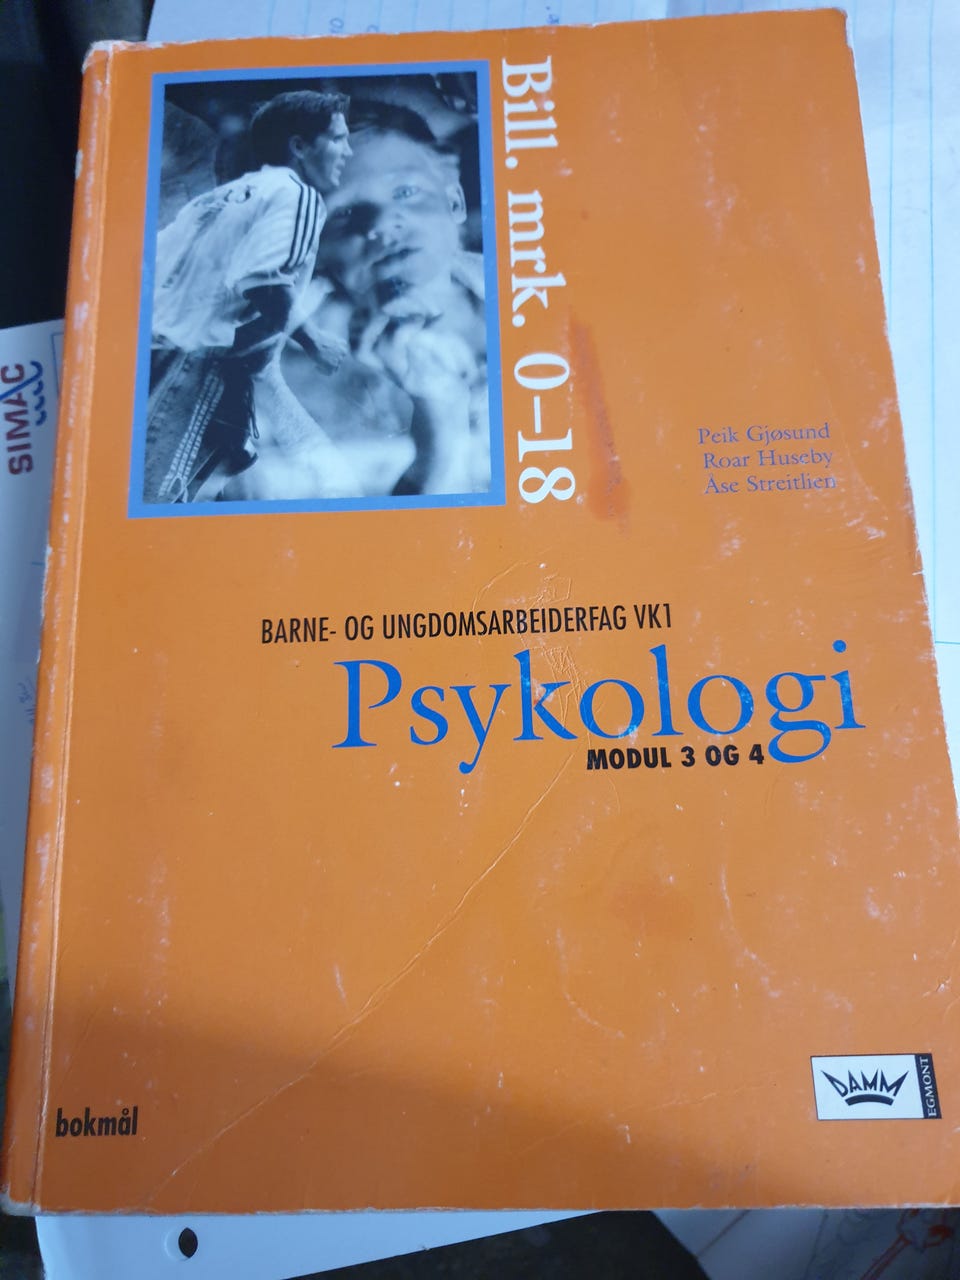 Bill. mrk. 0–18
Peik Gjøsund
Roar Huseby
Åse Streitlien
BARNE- OG UNGDOMSARBEIDERFAG VK1
Psykologi
MODUL 3 OG 4
bokmål
DAMM
EGMONT
SIMAC